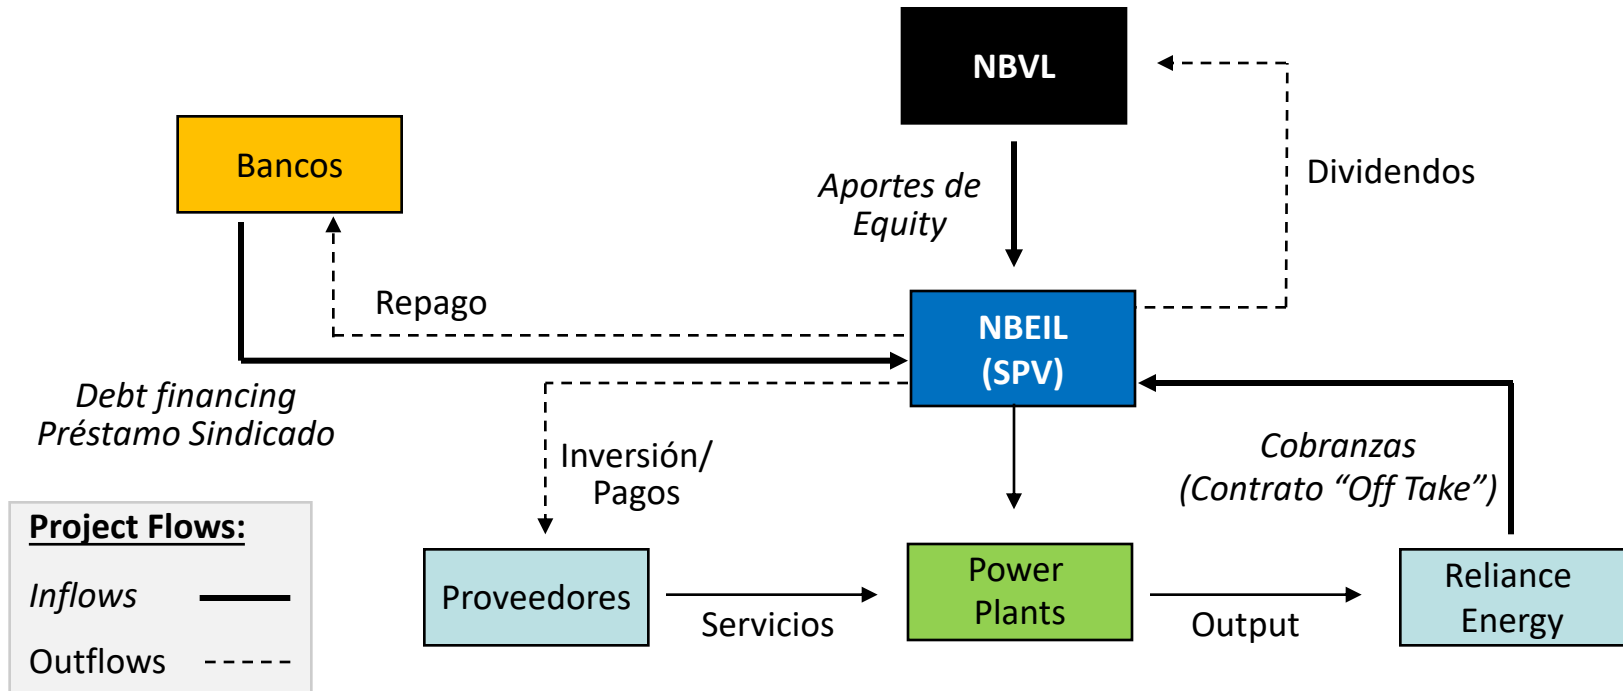 NBVL
Bancos
Aportes de
Equity
Dividendos
Repago
NBEIL
(SPV)
Debt financing
Préstamo Sindicado
Inversión/
Pagos
Cobranzas
(Contrato “Off Take”)
Project Flows:
Inflows
Outflows
Proveedores
Servicios
Power
Plants
Output
Reliance
Energy